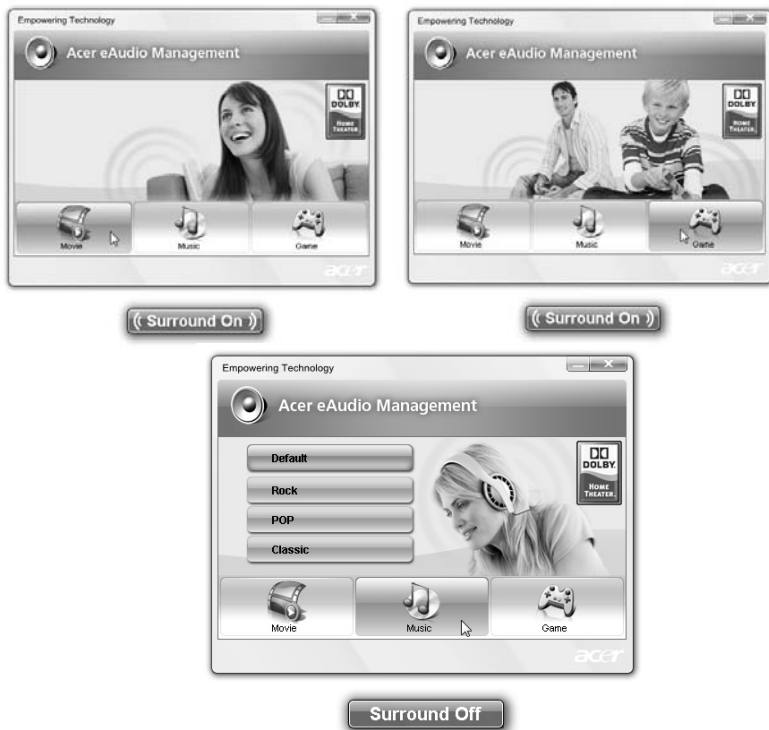 Empowering Technology
Acer eAudio Management
DOLBY
HOME
THEATER
Movie
Music
Game
acer
(( Surround On ))
Empowering Technology
Acer eAudio Management
DOLBY
HOME
THEATER
Movie
Music
Game
acer
(( Surround On ))
Empowering Technology
Acer eAudio Management
Default
Rock
POP
Classic
DOLBY
HOME
THEATER
Movie
Music
Game
acer
Surround Off